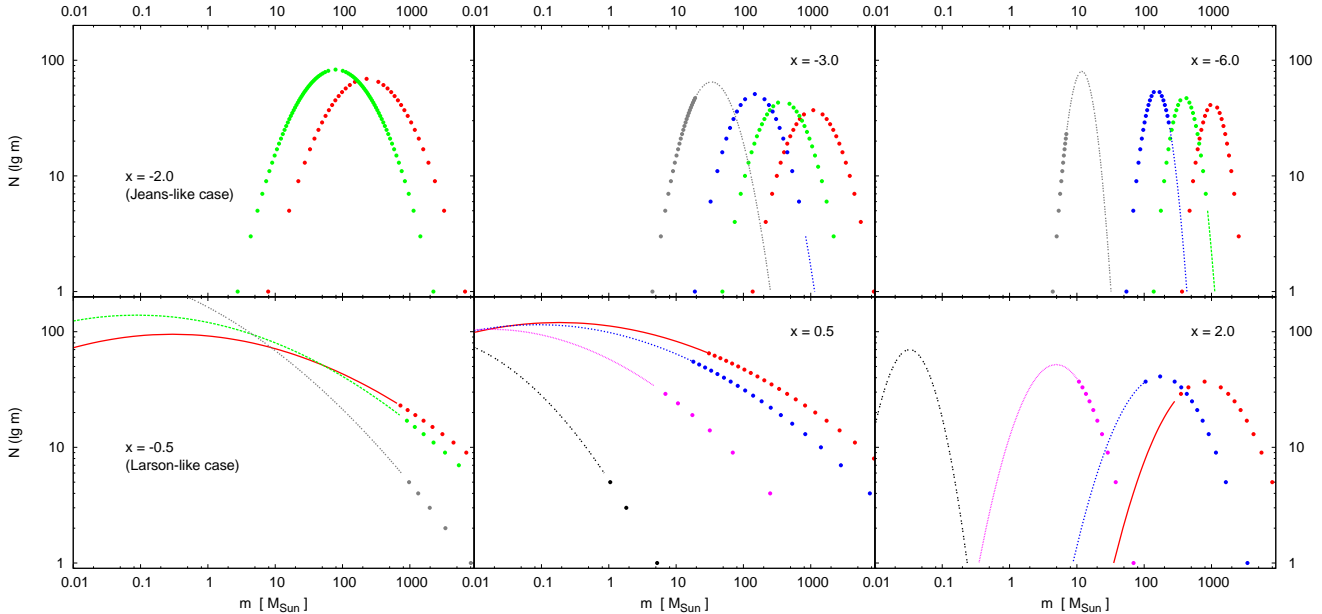 0.01 0.1 1 10 100 1000 0.1 1 10 100 1000 0.1 1 10 100 1000
100
10
1
N (lg m)
x = -2.0
(Jeans-like case)
x = -3.0
x = -6.0
100
10
1
100
10
1
N (lg m)
x = -0.5
(Larson-like case)
x = 0.5
x = 2.0
100
10
1
0.01 0.1 1 10 100 1000 0.01 0.1 1 10 100 1000 0.01 0.1 1 10 100 1000
m [ M_Sun ]
m [ M_Sun ]
m [ M_Sun ]